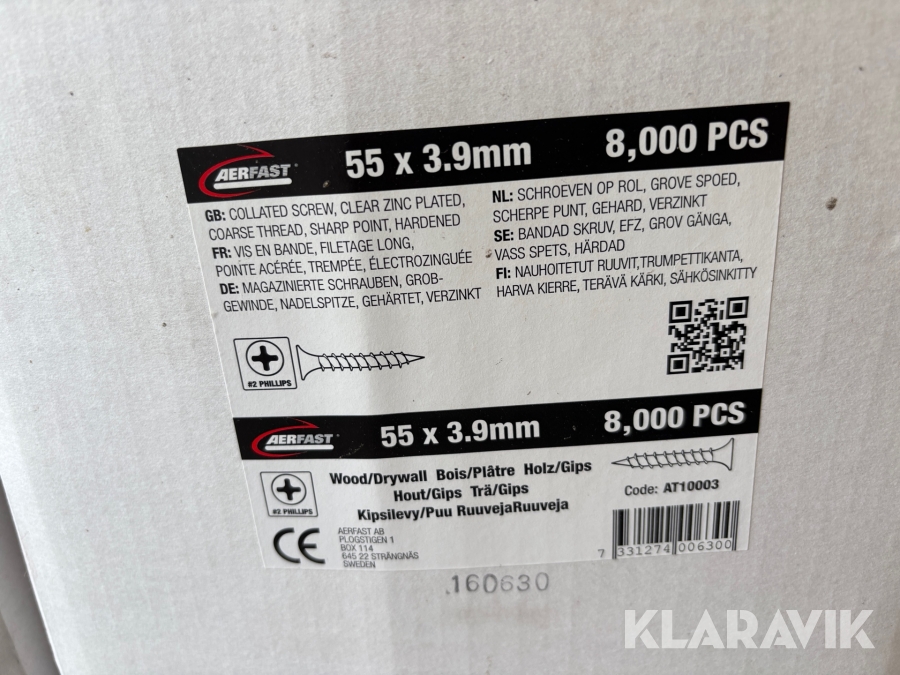 AERFAST
55 x 3.9mm
8,000 PCS
GB: COLLATED SCREW, CLEAR ZINC PLATED,
COARSE THREAD, SHARP POINT, HARDENED
FR: VIS EN BANDE, FILETAGE LONG,
POINTE ACÉRÉE, TREMPÉE, ÉLECTROZINGUÉE
DE: MAGAZINIERTE SCHRAUBEN, GROB-
GEWINDE, NADELSPITZE, GEHÄRTET, VERZINKT
NL: SCHROEVEN OP ROL, GROVE SPOED,
SCHERPE PUNT, GEHARD, VERZINKT
SE: BANDAD SKRUV, EFZ, GROV GÄNGA,
VASS SPETS, HÄRDAD
FI: NAUHOITETUT RUUVIT,TRUMPETTIKANTA,
HARVA KIERRE, TERÄVÄ KÄRKI, SÄHKÖSINKITTY
#2 PHILLIPS
AERFAST
55 x 3.9mm
8,000 PCS
#2 PHILLIPS
Wood/Drywall Bois/Plâtre Holz/Gips
Hout/Gips Trä/Gips
Kipsilevy/Puu RuuvejaRuuveja
Code: AT10003
CE
AERFAST AB
PLOGSTIGEN 1
BOX 114
645 22 STRÄNGNÄS
SWEDEN
7 331274 006300
160630
KLARAVIK